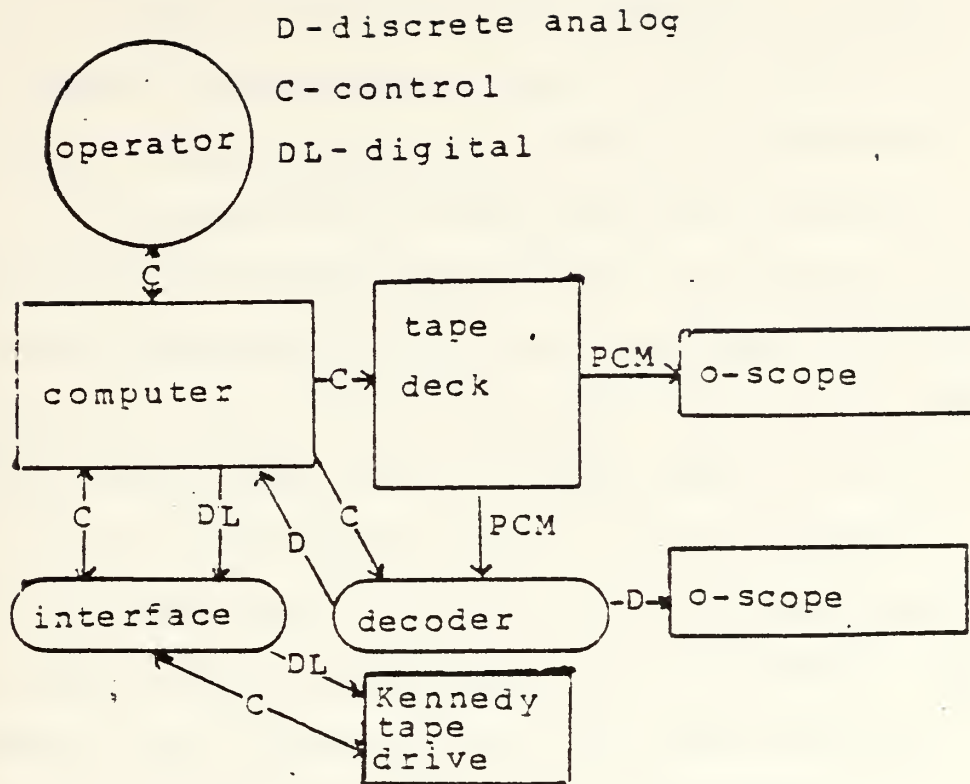 D-discrete analog
C-control
DL-digital
operator
C
computer
C
tape
deck
PCM
o-scope
C
DL
D
C
PCM
interface
decoder
D
o-scope
DL
C
Kennedy
tape
drive